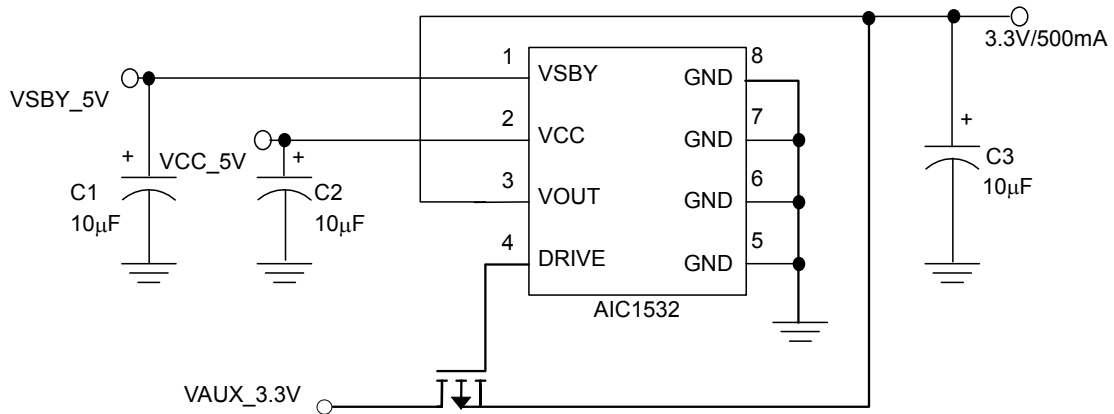 3.3V/500mA
1
VSBY
GND
8
VSBY_5V
2
VCC
GND
7
+
VCC_5V
+
C1
10µF
C2
10µF
3
VOUT
GND
6
+
C3
10µF
4
DRIVE
GND
5
AIC1532
VAUX_3.3V